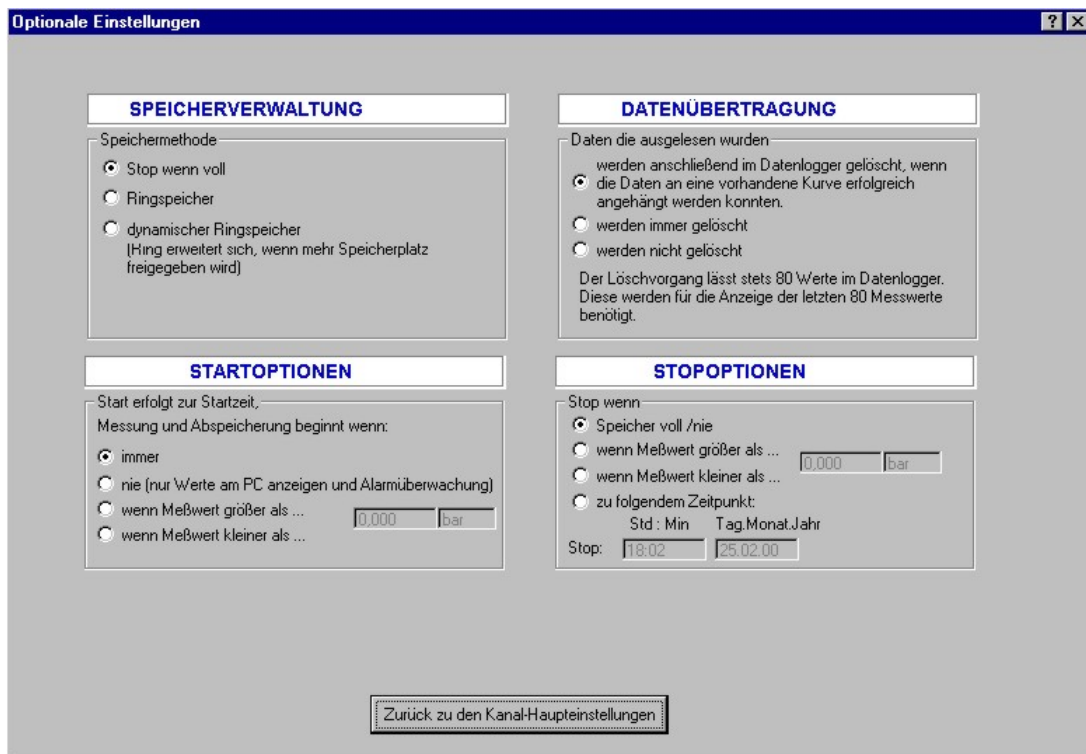 Optionale Einstellungen
SPEICHERVERWALTUNG
Speichermethode
Stop wenn voll
Ringspeicher
dynamischer Ringspeicher
(Ring erweitert sich, wenn mehr Speicherplatz
freigegeben wird)
DATENÜBERTRAGUNG
Daten die ausgelesen wurden
werden anschließend im Datenlogger gelöscht, wenn
die Daten an eine vorhandene Kurve erfolgreich
angehängt werden konnten.
werden immer gelöscht
werden nicht gelöscht
Der Löschvorgang lässt stets 80 Werte im Datenlogger.
Diese werden für die Anzeige der letzten 80 Messwerte
benötigt.
STARTOPTIONEN
Start erfolgt zur Startzeit,
Messung und Abspeicherung beginnt wenn:
immer
nie (nur Werte am PC anzeigen und Alarmüberwachung)
wenn Meßwert größer als ...
0,000 bar
wenn Meßwert kleiner als ...
STOPOPTIONEN
Stop wenn
Speicher voll /nie
wenn Meßwert größer als ...
0,000 bar
wenn Meßwert kleiner als ...
zu folgendem Zeitpunkt:
Std : Min Tag.Monat.Jahr
Stop: 18:02 25.02.00
Zurück zu den Kanal-Haupteinstellungen